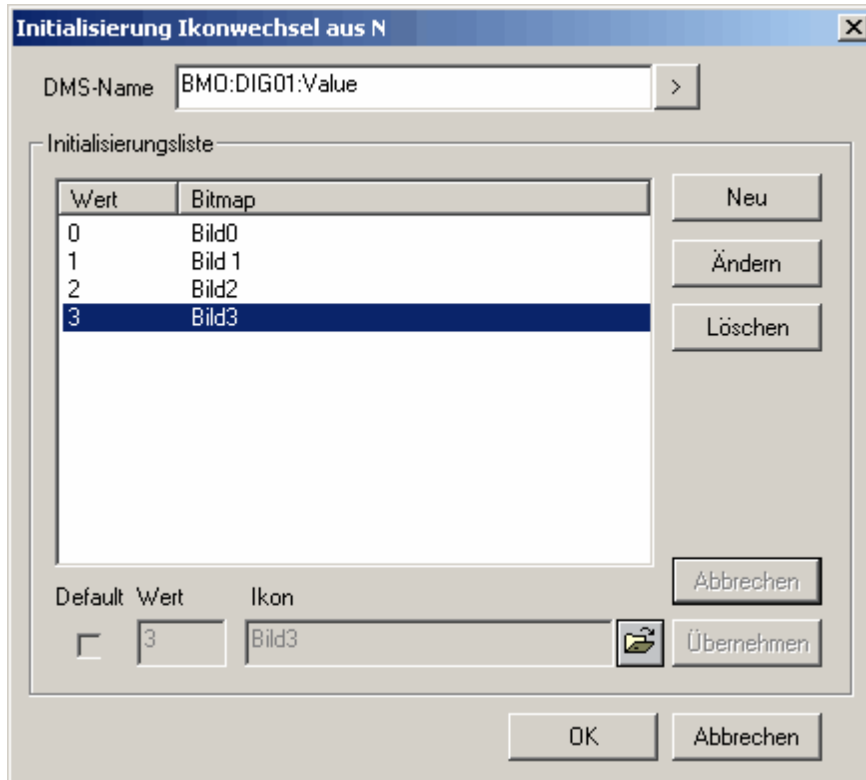 Initialisierung Ikonwechsel aus N
DMS-Name BMO:DIG01:Value >
Initialisierungsliste
Wert Bitmap
0 Bild0
1 Bild 1
2 Bild2
3 Bild3
Neu
Ändern
Löschen
Abbrechen
Default Wert Ikon
3 Bild3 Übernehmen
OK Abbrechen